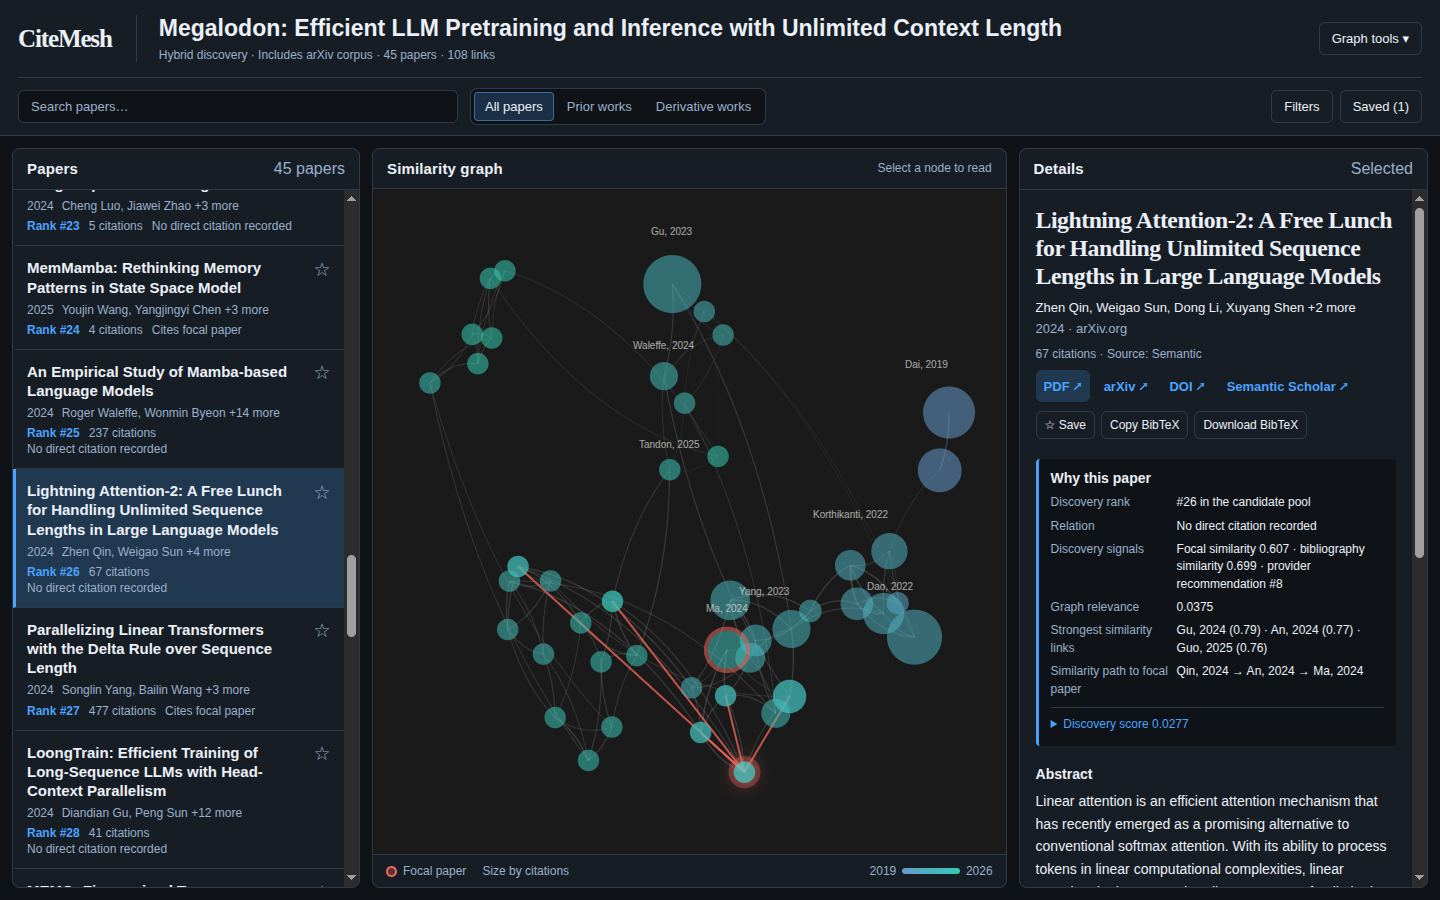 CiteMesh
Megalodon: Efficient LLM Pretraining and Inference with Unlimited Context Length
Hybrid discovery · Includes arXiv corpus · 45 papers · 108 links
Graph tools ▾
Search papers…
All papers
Prior works
Derivative works
Filters
Saved (1)
Papers
45 papers
2024 Cheng Luo, Jiawei Zhao +3 more
Rank #23 5 citations No direct citation recorded
MemMamba: Rethinking Memory
Patterns in State Space Model
☆
2025 Youjin Wang, Yangjingyi Chen +3 more
Rank #24 4 citations Cites focal paper
An Empirical Study of Mamba-based
Language Models
☆
2024 Roger Waleffe, Wonmin Byeon +14 more
Rank #25 237 citations
No direct citation recorded
Lightning Attention-2: A Free Lunch
for Handling Unlimited Sequence
Lengths in Large Language Models
☆
2024 Zhen Qin, Weigao Sun +4 more
Rank #26 67 citations
No direct citation recorded
Parallelizing Linear Transformers
with the Delta Rule over Sequence
Length
☆
2024 Songlin Yang, Bailin Wang +3 more
Rank #27 477 citations Cites focal paper
LoongTrain: Efficient Training of
Long-Sequence LLMs with Head-
Context Parallelism
☆
2024 Diandian Gu, Peng Sun +12 more
Rank #28 41 citations
No direct citation recorded
Similarity graph
Select a node to read
Gu, 2023
Waleffe, 2024
Dai, 2019
Tandon, 2025
Korthikanti, 2022
Yang, 2023
Dao, 2022
Ma, 2024
Focal paper
Size by citations
2019
2026
Details
Selected
Lightning Attention-2: A Free Lunch
for Handling Unlimited Sequence
Lengths in Large Language Models
Zhen Qin, Weigao Sun, Dong Li, Xuyang Shen +2 more
2024 · arXiv.org
67 citations · Source: Semantic
PDF ↗
arXiv ↗
DOI ↗
Semantic Scholar ↗
☆ Save
Copy BibTeX
Download BibTeX
Why this paper
Discovery rank #26 in the candidate pool
Relation No direct citation recorded
Discovery signals Focal similarity 0.607 · bibliography
similarity 0.699 · provider
recommendation #8
Graph relevance 0.0375
Strongest similarity Gu, 2024 (0.79) · An, 2024 (0.77) ·
links Guo, 2025 (0.76)
Similarity path to focal Qin, 2024 → An, 2024 → Ma, 2024
paper
▶ Discovery score 0.0277
Abstract
Linear attention is an efficient attention mechanism that
has recently emerged as a promising alternative to
conventional softmax attention. With its ability to process
tokens in linear computational complexities, linear